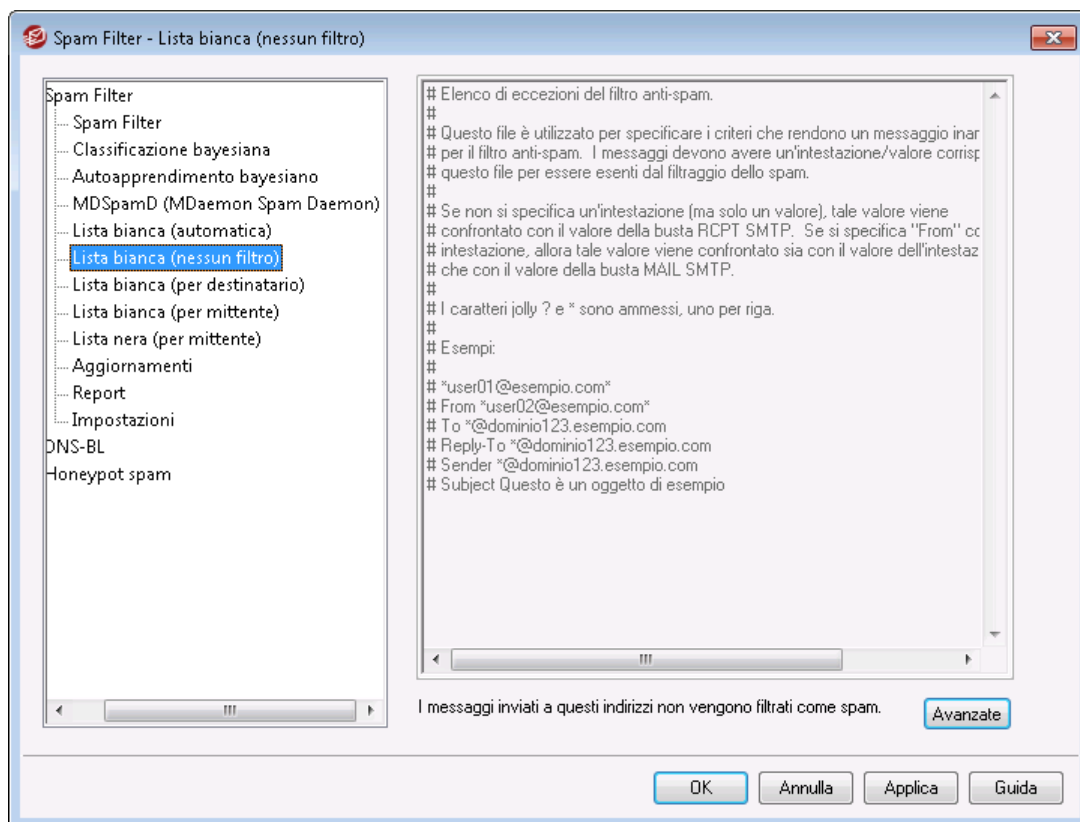 Spam Filter - Lista bianca (nessun filtro)
Spam Filter
Spam Filter
Classificazione bayesiana
Autoapprendimento bayesiano
MDSpamD (MDaemon Spam Daemon)
Lista bianca (automatica)
Lista bianca (nessun filtro)
Lista bianca (per destinatario)
Lista bianca (per mittente)
Lista nera (per mittente)
Aggiornamenti
Report
Impostazioni
DNS-BL
Honeypot spam
# Elenco di eccezioni del filtro anti-spam.
#
# Questo file è utilizzato per specificare i criteri che rendono un messaggio inar
# per il filtro anti-spam.  I messaggi devono avere un'intestazione/valore corrisp
# questo file per essere esenti dal filtraggio dello spam.
#
# Se non si specifica un'intestazione (ma solo un valore), tale valore viene
# confrontato con il valore della busta RCPT SMTP.  Se si specifica "From" co
# intestazione, allora tale valore viene confrontato sia con il valore dell'intestaz
# che con il valore della busta MAIL SMTP.
#
# I caratteri jolly ? e * sono ammessi, uno per riga.
#
# Esempi:
#
# *user01@esempio.com*
# From *user02@esempio.com*
# To *@dominio123.esempio.com
# Reply-To *@dominio123.esempio.com
# Sender *@dominio123.esempio.com
# Subject Questo è un oggetto di esempio
I messaggi inviati a questi indirizzi non vengono filtrati come spam.
Avanzate
OK
Annulla
Applica
Guida